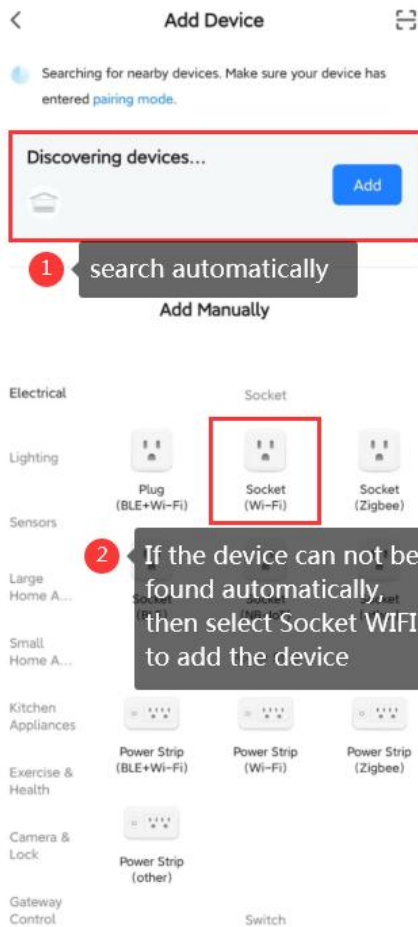 Add Device
Searching for nearby devices. Make sure your device has
entered pairing mode.
Discovering devices...
Add
1 search automatically
Add Manually
Electrical
Socket
Lighting
Plug
(BLE+Wi-Fi)
Socket
(Wi-Fi)
Socket
(Zigbee)
Sensors
2 If the device can not be
found automatically,
then select Socket WIFI
to add the device
Large
Home A...
Socket
Small
Home A...
Kitchen
Appliances
Power Strip
(BLE+Wi-Fi)
Power Strip
(Wi-Fi)
Power Strip
(Zigbee)
Exercise &
Health
Camera &
Lock
Power Strip
(other)
Gateway
Control
Switch